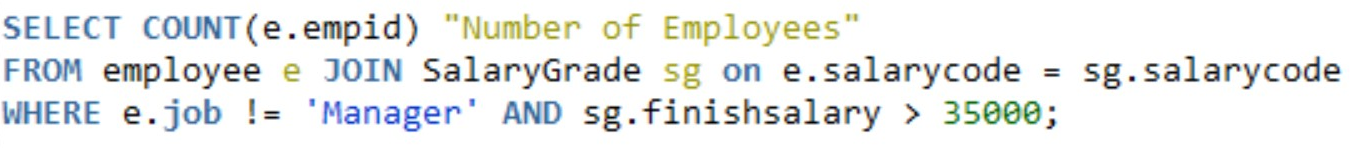 SELECT COUNT(e.empid) "Number of Employees"
FROM employee e JOIN SalaryGrade sg on e.salarycode = sg.salarycode
WHERE e.job != 'Manager' AND sg.finishsalary > 35000;